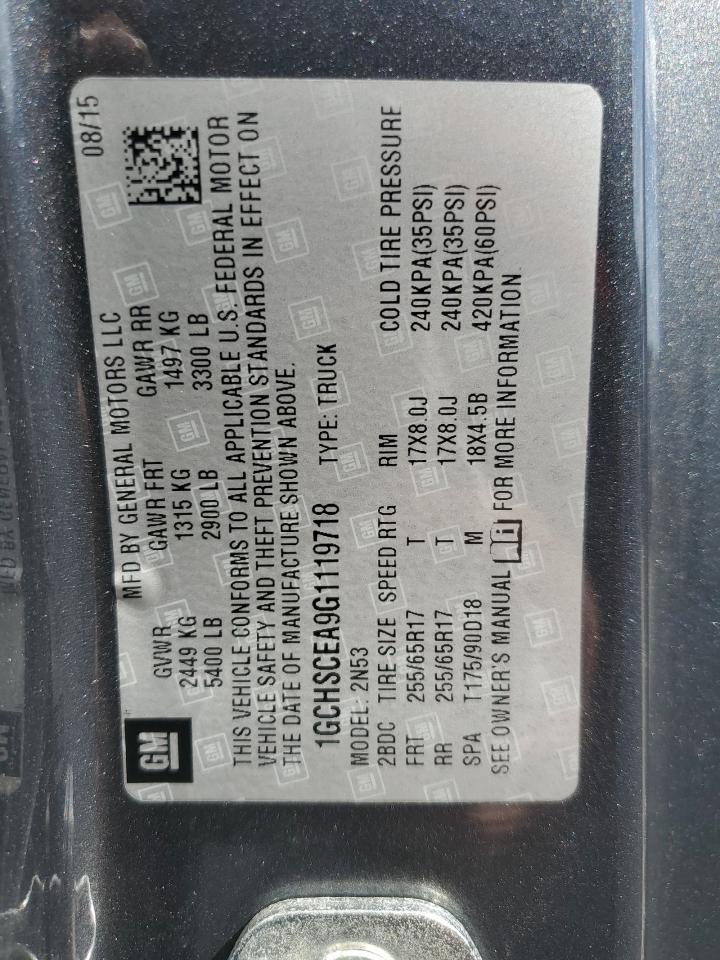 GM
MFD BY GENERAL MOTORS LLC 08/15
GVWR GAWR FRT GAWR RR
2449 KG 1315 KG 1497 KG
5400 LB 2900 LB 3300 LB
THIS VEHICLE CONFORMS TO ALL APPLICABLE U.S. FEDERAL MOTOR
VEHICLE SAFETY AND THEFT PREVENTION STANDARDS IN EFFECT ON
THE DATE OF MANUFACTURE SHOWN ABOVE.
1GCHSCEA9G1119718 TYPE: TRUCK
MODEL: 2N53
2BDC TIRE-SIZE SPEED RTG RIM COLD TIRE PRESSURE
FRT 255/65R17 T 17X8.0J 240KPA(35PSI)
RR 255/65R17 T 17X8.0J 240KPA(35PSI)
SPA T175/90D18 M 18X4.5B 420KPA(60PSI)
SEE OWNER'S MANUAL FOR MORE INFORMATION.